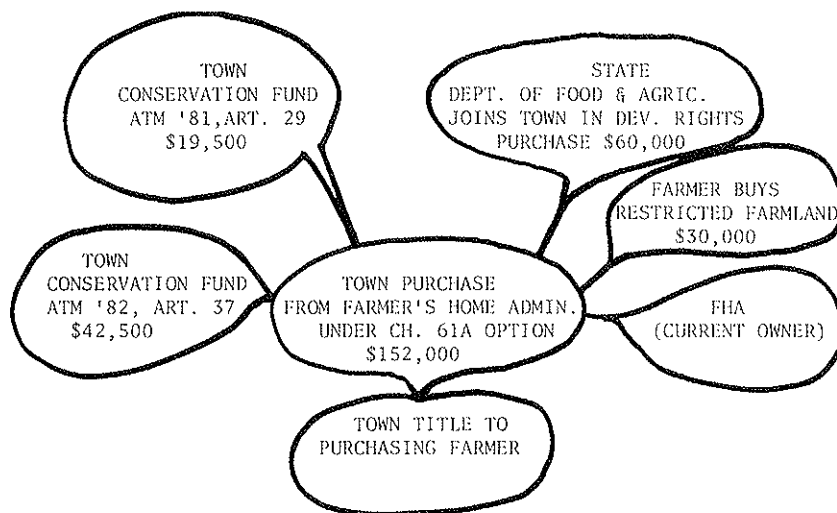 TOWN
CONSERVATION FUND
ATM '81,ART. 29
$19,500
STATE
DEPT. OF FOOD & AGRIC.
JOINS TOWN IN DEV. RIGHTS
PURCHASE $60,000
FARMER BUYS
RESTRICTED FARMLAND
$30,000
TOWN
CONSERVATION FUND
ATM '82, ART. 37
$42,500
TOWN PURCHASE
FROM FARMER'S HOME ADMIN.
UNDER CH. 61A OPTION
$152,000
FHA
(CURRENT OWNER)
TOWN TITLE TO
PURCHASING FARMER